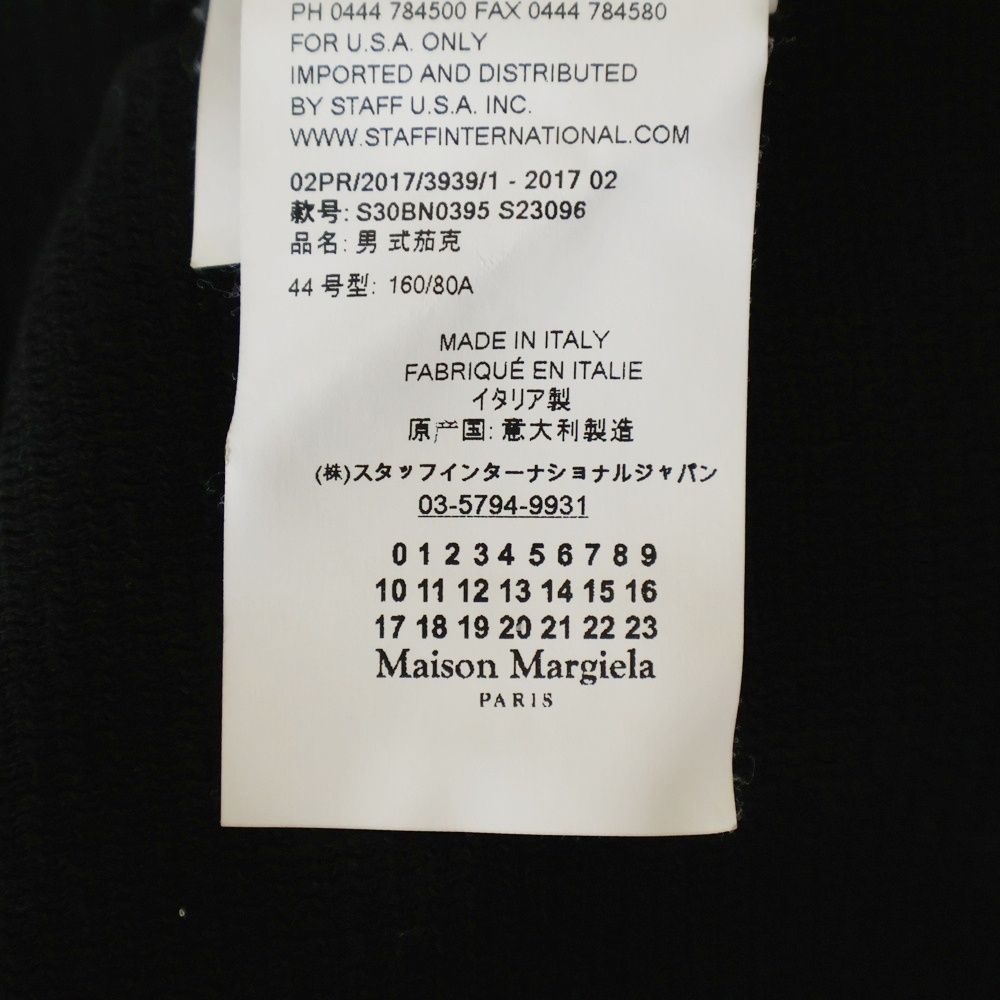 PH 0444 784500 FAX 0444 784580
FOR U.S.A. ONLY
IMPORTED AND DISTRIBUTED
BY STAFF U.S.A. INC.
WWW.STAFFINTERNATIONAL.COM
02PR/2017/3939/1 - 2017 02
款号: S30BN0395 S23096
品名: 男 式茄克
44 号型: 160/80A
MADE IN ITALY
FABRIQUÉ EN ITALIE
イタリア製
原产国: 意大利製造
(株)スタッフインターナショナルジャパン
03-5794-9931
0 1 2 3 4 5 6 7 8 9
10 11 12 13 14 15 16
17 18 19 20 21 22 23
Maison Margiela
PARIS